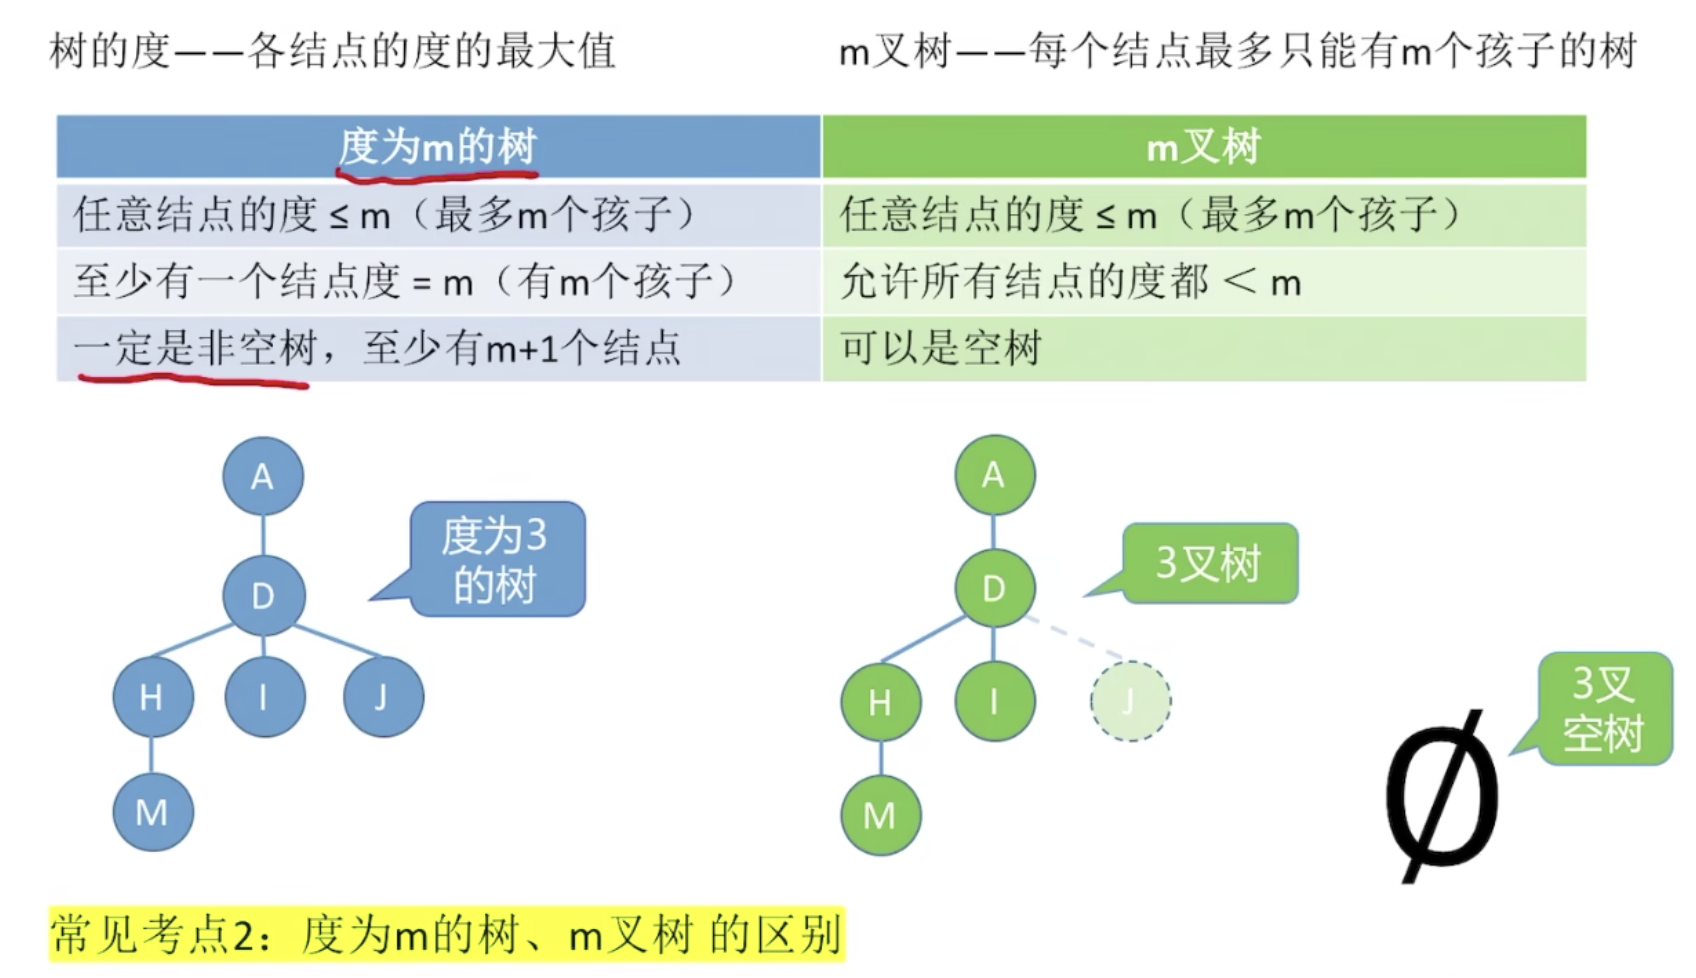 树的度——各结点的度的最大值
m叉树——每个结点最多只能有m个孩子的树
度为m的树
m叉树
任意结点的度 ≤ m（最多m个孩子）
任意结点的度 ≤ m（最多m个孩子）
至少有一个结点度 = m（有m个孩子）
允许所有结点的度都 ＜ m
一定是非空树，至少有m+1个结点
可以是空树
A
D
H
I
J
M
度为3
的树
A
D
H
I
J
M
3叉树
Ø
3叉
空树
常见考点2：度为m的树、m叉树 的区别